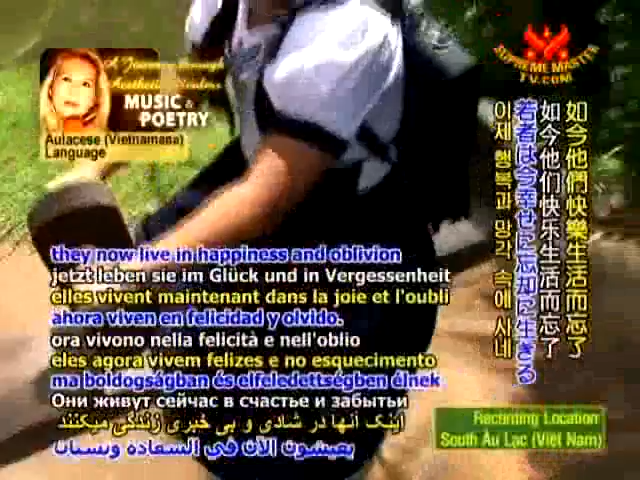 A Journey through
Aesthetic Realms
MUSIC &
POETRY
Aulacese (Vietnamese)
Language
SUPREME MASTER
TV.COM
如今他們快樂生活而忘了
如今他们快乐生活而忘了
若者は今幸せに忘却に生きる
이제 행복과 망각 속에 사네
they now live in happiness and oblivion
jetzt leben sie im Glück und in Vergessenheit
elles vivent maintenant dans la joie et l'oubli
ahora viven en felicidad y olvido.
ora vivono nella felicità e nell'oblio
eles agora vivem felizes e no esquecimento
ma boldogságban és elfeledettségben élnek
Они живут сейчас в счастье и забытьи
اینک آنها در شادی و بی خبری زندگی میکنند
يعيشون الآن في السعادة ونسيان
Recording Location:
South Âu Lạc (Việt Nam)